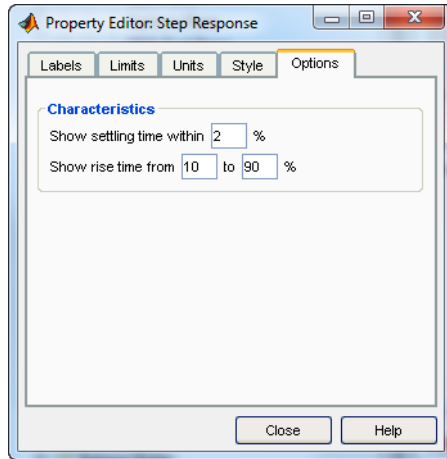 Property Editor: Step Response
Labels Limits Units Style Options
Characteristics
Show settling time within 2 %
Show rise time from 10 to 90 %
Close Help